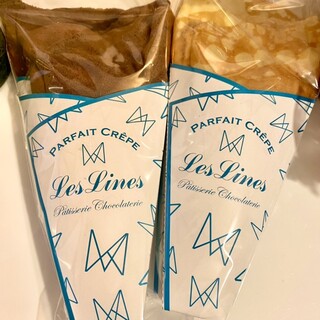 PARFAIT CRÊPE
Les Lines
Pâtisserie Chocolaterie
PARFAIT CRÊPE
Les Lines
Pâtisserie Chocolaterie